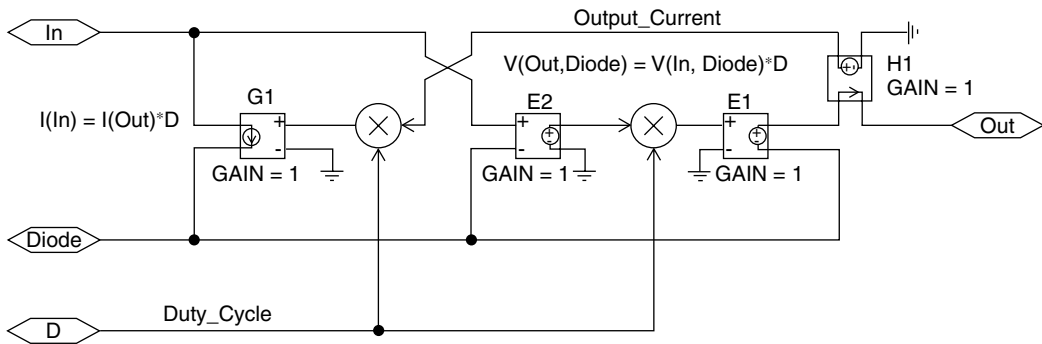 In
Output_Current
V(Out,Diode) = V(In, Diode)*D
H1
GAIN = 1
I(In) = I(Out)*D
G1
E2
E1
Out
+
-
+
-
+
-
GAIN = 1
GAIN = 1
GAIN = 1
Diode
Duty_Cycle
D